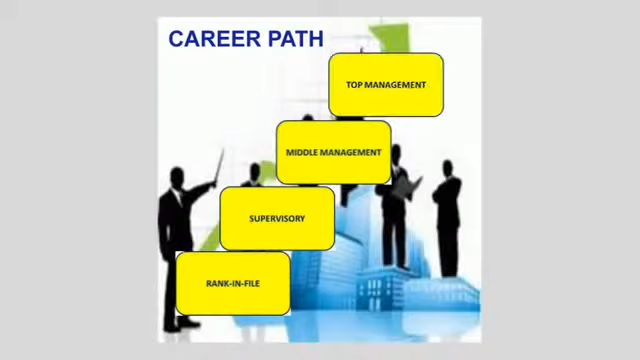 CAREER PATH
TOP MANAGEMENT
MIDDLE MANAGEMENT
SUPERVISORY
RANK-IN-FILE